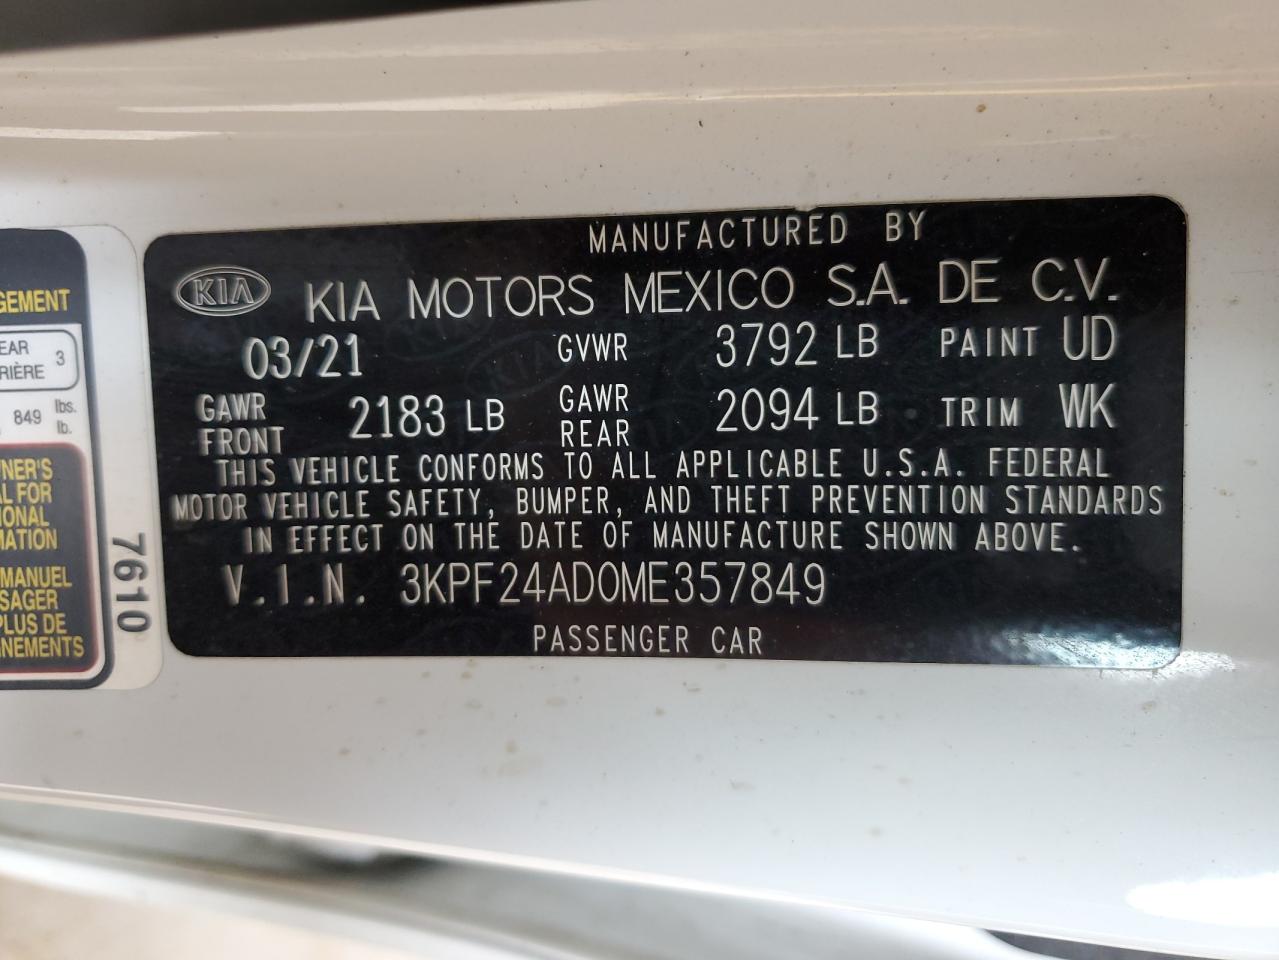 GEMENT
EAR 3
RIÈRE
849 lbs.
lb.
NER'S
AL FOR
IONAL
MATION
MANUEL
SAGER
PLUS DE
NEMENTS
7610
MANUFACTURED BY
KIA KIA MOTORS MEXICO S.A. DE C.V.
03/21 GVWR 3792 LB PAINT UD
GAWR FRONT 2183 LB GAWR REAR 2094 LB TRIM WK
THIS VEHICLE CONFORMS TO ALL APPLICABLE U.S.A. FEDERAL
MOTOR VEHICLE SAFETY, BUMPER, AND THEFT PREVENTION STANDARDS
IN EFFECT ON THE DATE OF MANUFACTURE SHOWN ABOVE.
V.I.N. 3KPF24AD0ME357849
PASSENGER CAR